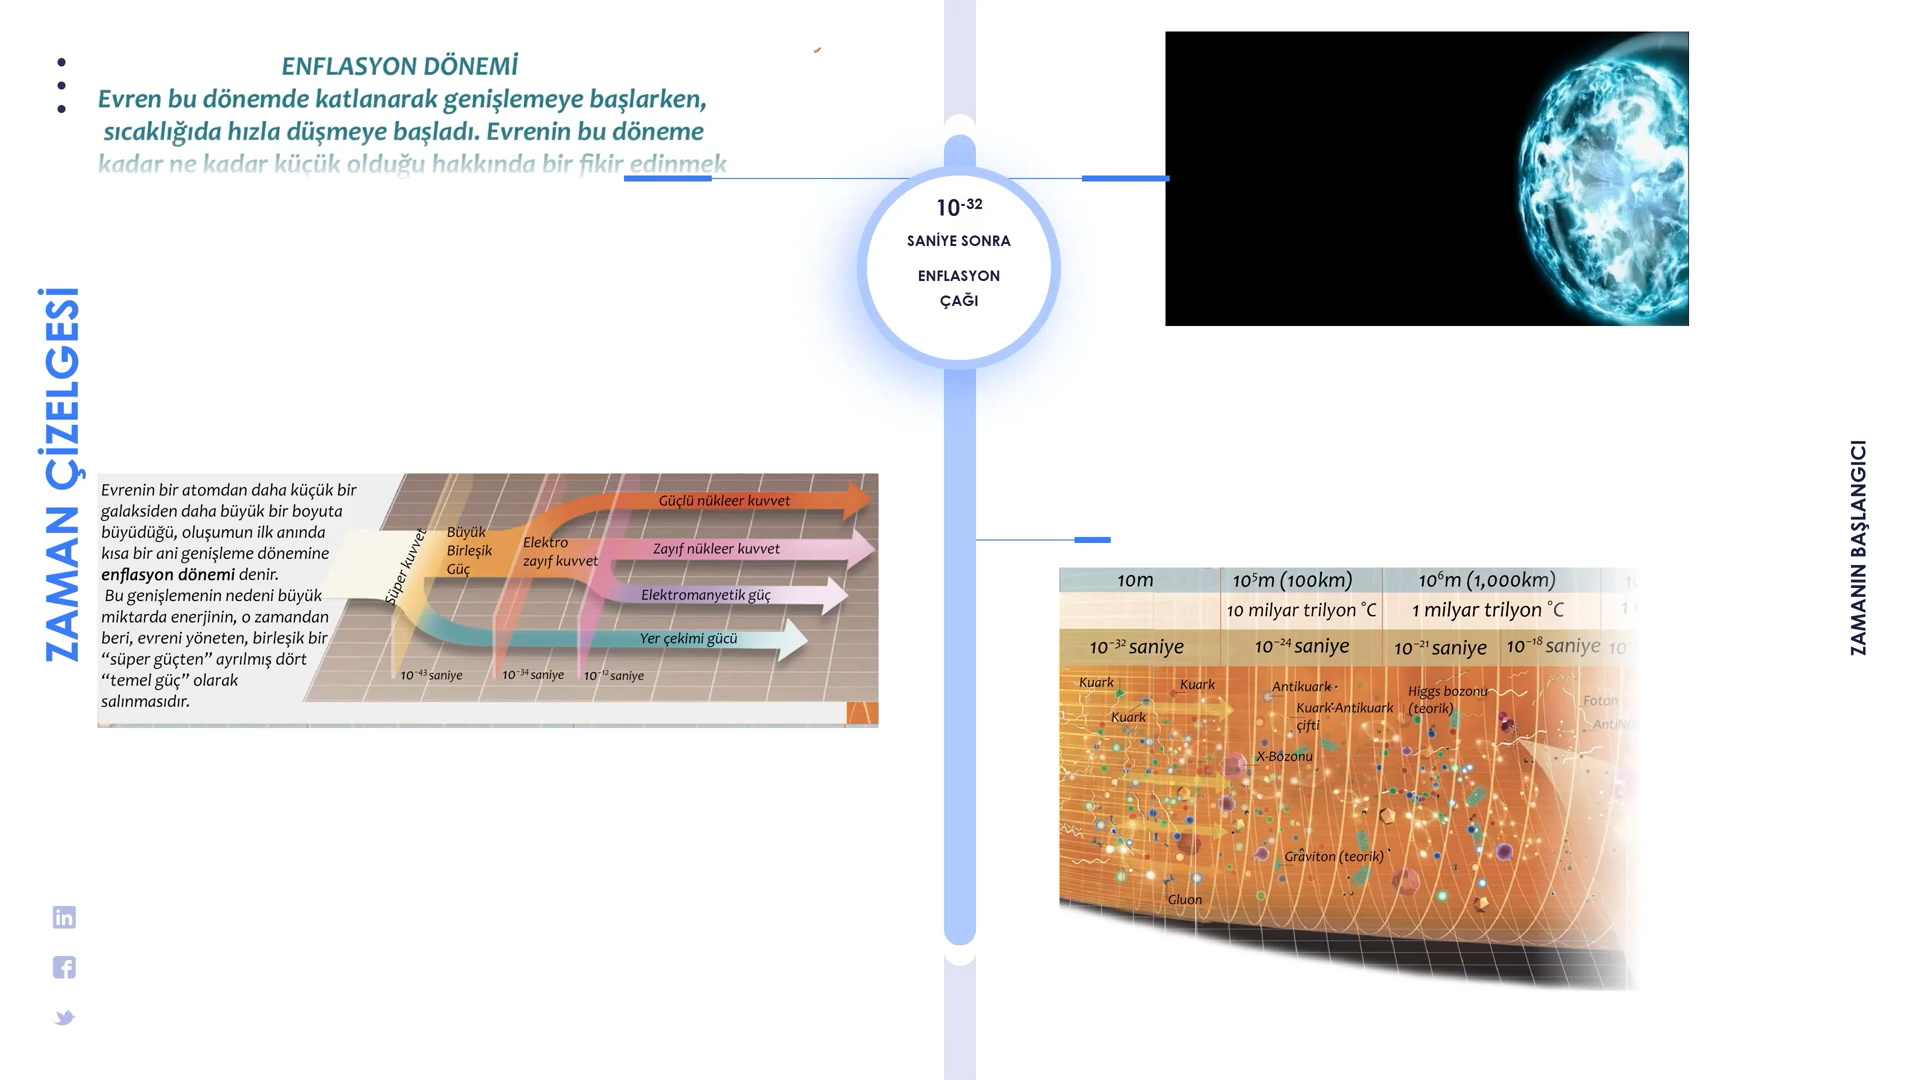 ENFLASYON DÖNEMİ
Evren bu dönemde katlanarak genişlemeye başlarken,
sıcaklığıda hızla düşmeye başladı. Evrenin bu döneme
kadar ne kadar küçük olduğu hakkında bir fikir edinmek
10⁻³²
SANİYE SONRA
ENFLASYON
ÇAĞI
ZAMAN ÇİZELGESİ
Evrenin bir atomdan daha küçük bir
galaksiden daha büyük bir boyuta
büyüdüğü, oluşumun ilk anında
kısa bir ani genişleme dönemine
enflasyon dönemi denir.
Bu genişlemenin nedeni büyük
miktarda enerjinin, o zamandan
beri, evreni yöneten, birleşik bir
“süper güçten” ayrılmış dört
“temel güç” olarak
salınmasıdır.
Süper kuvvet
Büyük
Birleşik
Güç
Elektro
zayıf kuvvet
Güçlü nükleer kuvvet
Zayıf nükleer kuvvet
Elektromanyetik güç
Yer çekimi gücü
10⁻⁴³ saniye
10⁻³⁴ saniye
10⁻¹² saniye
10m
10⁵m (100km)
10⁶m (1,000km)
10 milyar trilyon °C
1 milyar trilyon °C
10⁻³² saniye
10⁻²⁴ saniye
10⁻²¹ saniye
10⁻¹⁸ saniye
Kuark
Kuark
Kuark
Antikuark
Kuark-Antikuark
çifti
X-Bozonu
Higgs bozonu
(teorik)
Foton
Graviton (teorik)
Gluon
ZAMANIN BAŞLANGICI
in
f